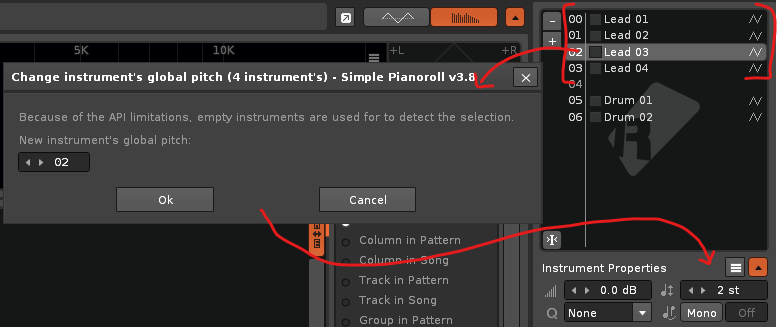 5K
10K
+L
+R
Change instrument's global pitch (4 instrument's) - Simple Pianoroll v3.8
Because of the API limitations, empty instruments are used for to detect the selection.
New instrument's global pitch:
02
Ok
Cancel
Column in Pattern
Column in Song
Track in Pattern
Track in Song
Group in Pattern
00 Lead 01
01 Lead 02
02 Lead 03
03 Lead 04
04
05 Drum 01
06 Drum 02
Instrument Properties
0.0 dB
2 st
None
Mono
Off